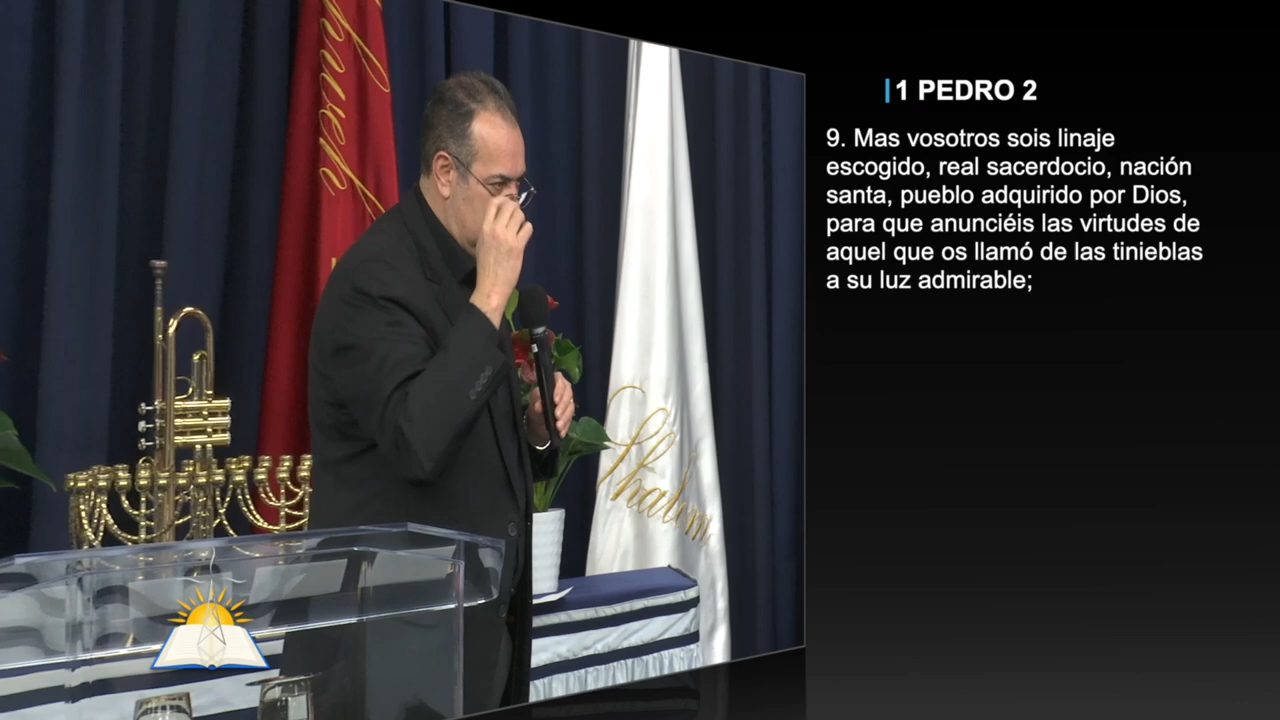 1 PEDRO 2
9. Mas vosotros sois linaje
escogido, real sacerdocio, nación
santa, pueblo adquirido por Dios,
para que anunciéis las virtudes de
aquel que os llamó de las tinieblas
a su luz admirable;
Shalom